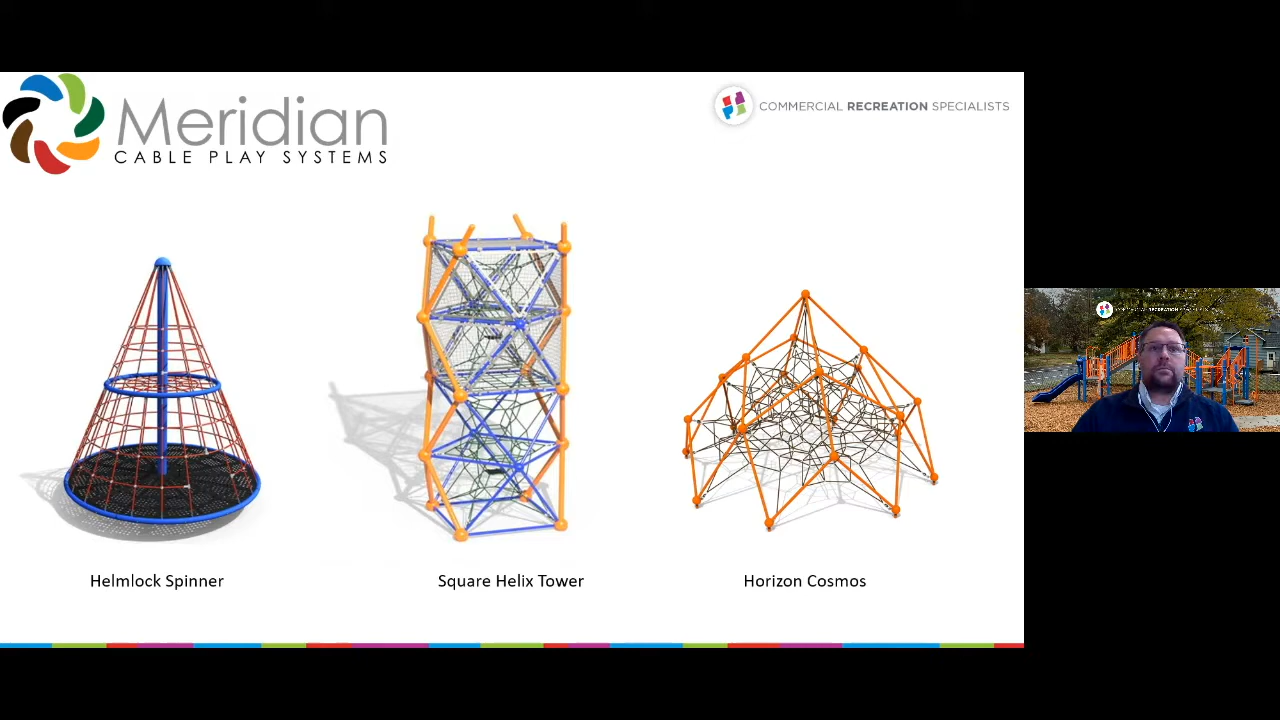 Meridian
CABLE PLAY SYSTEMS
COMMERCIAL RECREATION SPECIALISTS
Helmlock Spinner
Square Helix Tower
Horizon Cosmos